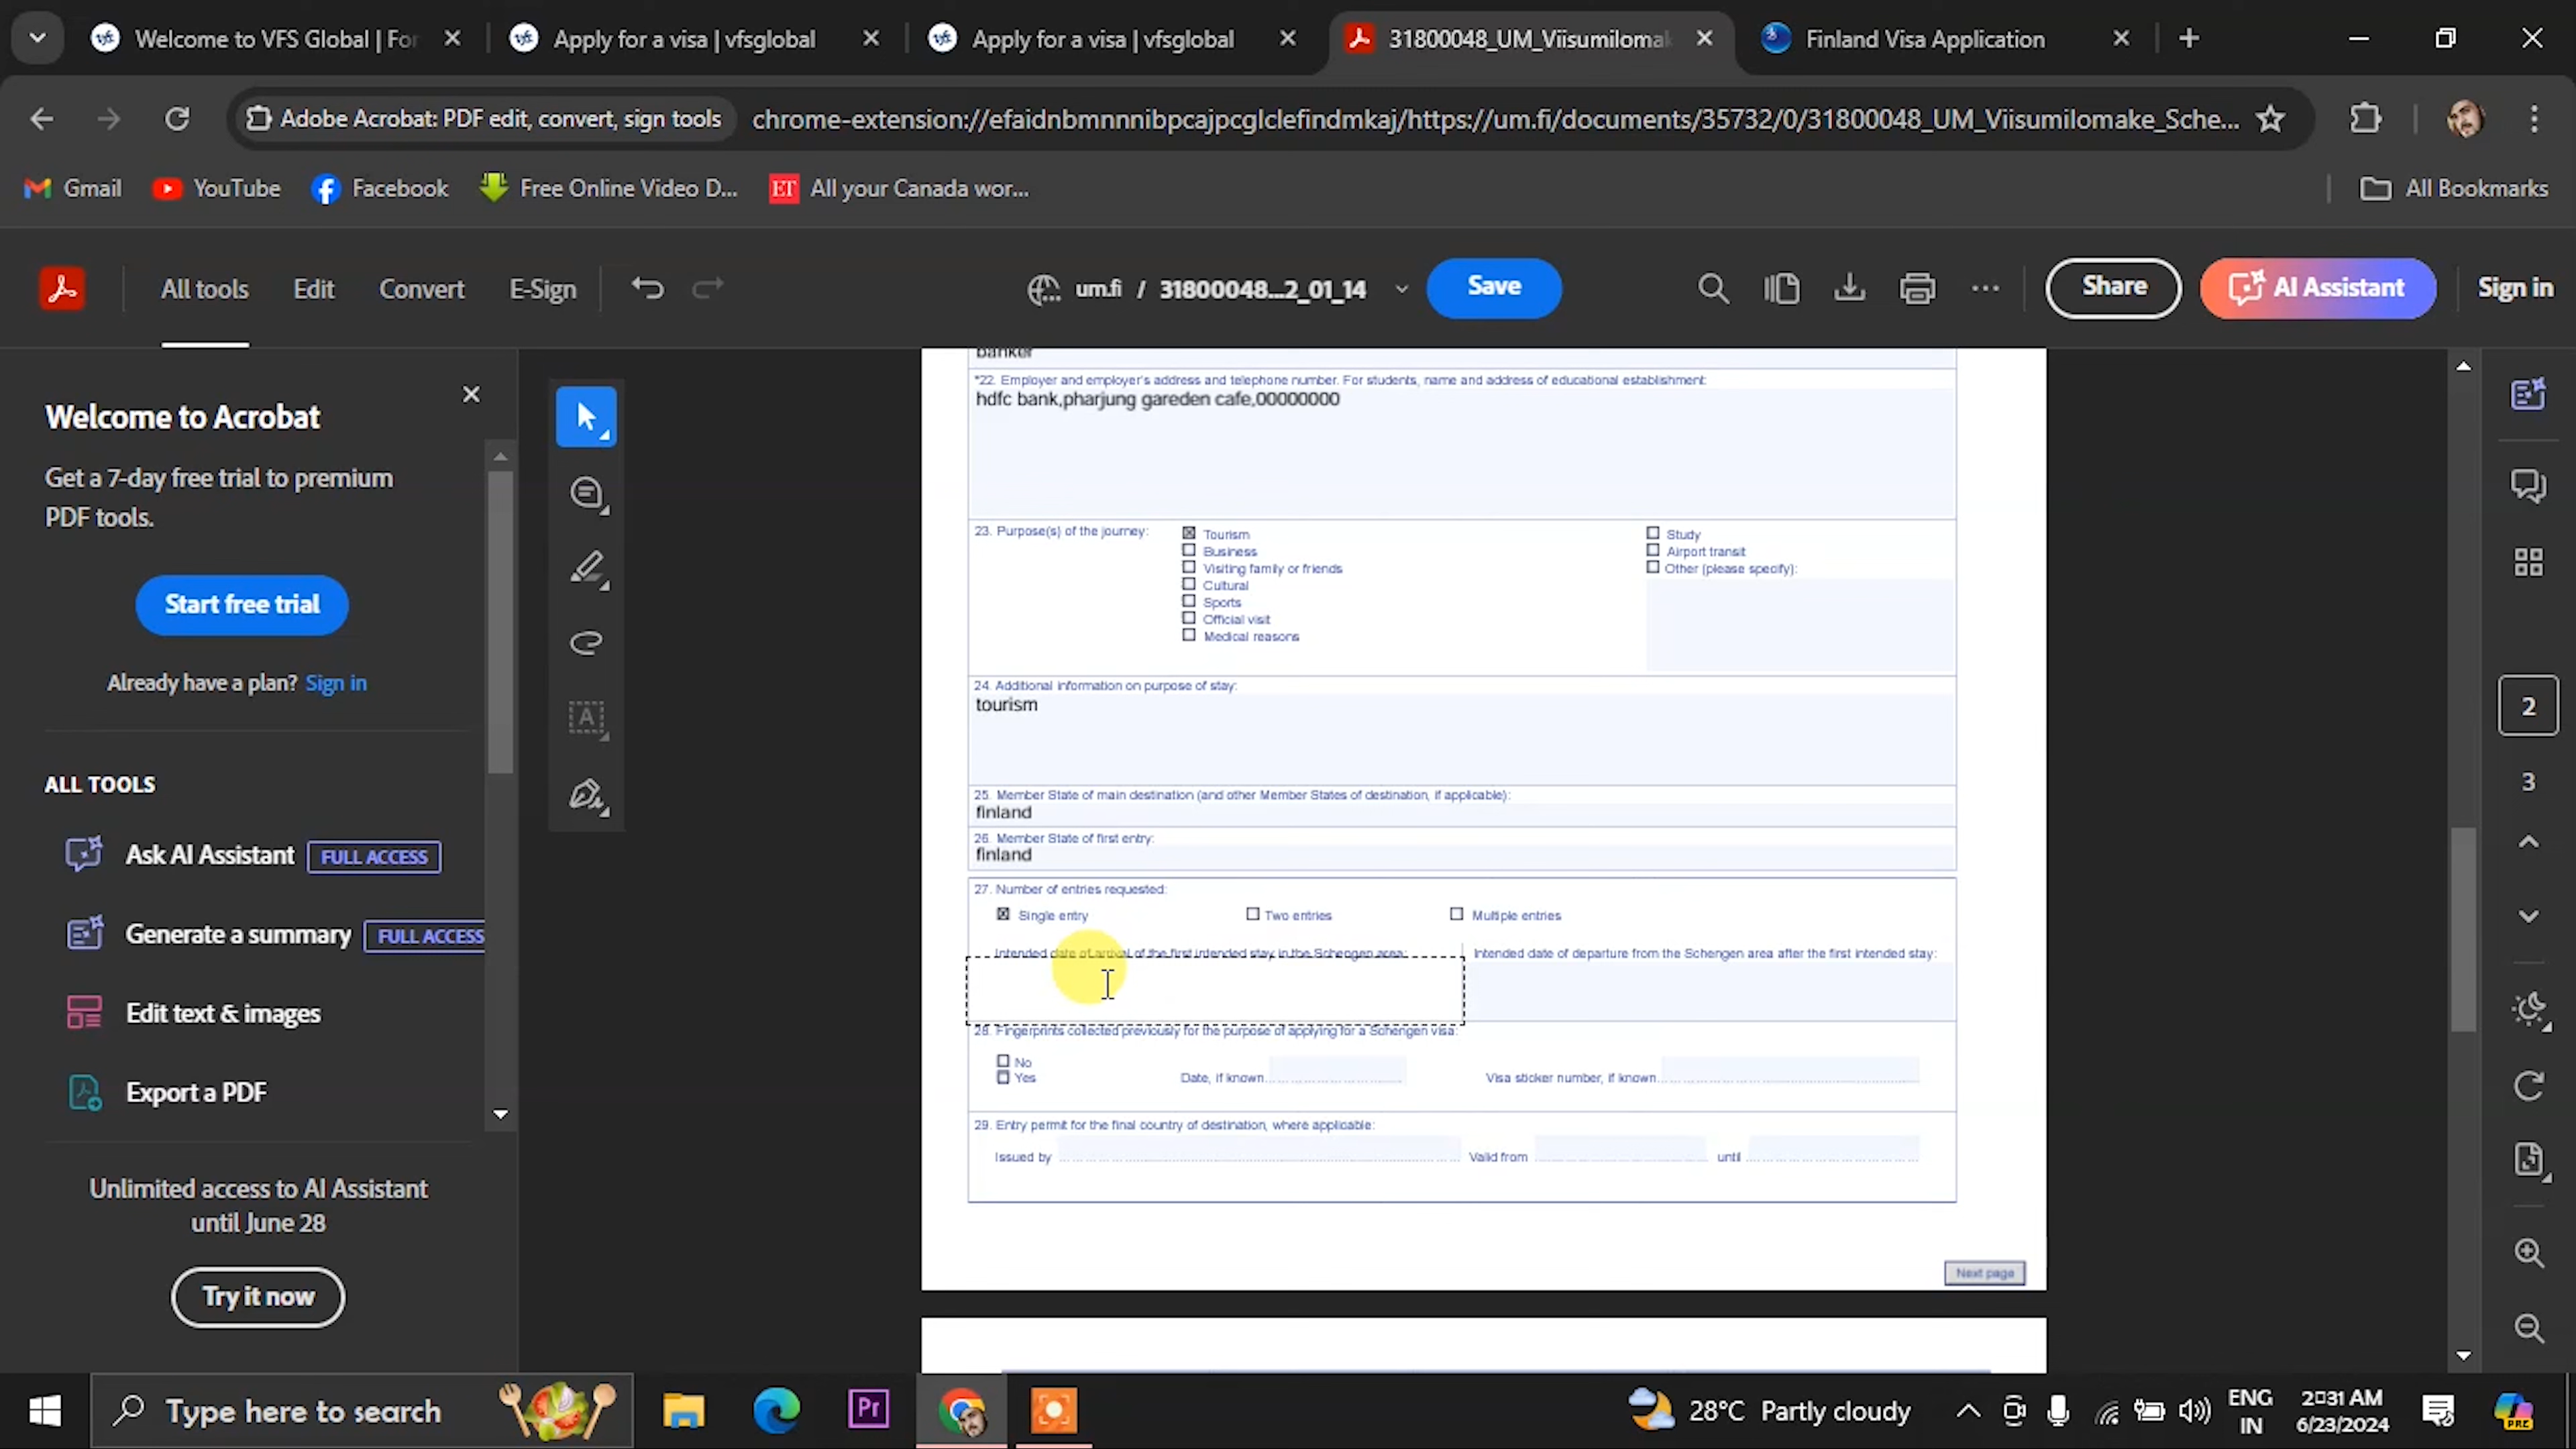 Welcome to VFS Global | For
Apply for a visa | vfsglobal
Apply for a visa | vfsglobal
31800048_UM_Viisumilomak
Finland Visa Application
Adobe Acrobat: PDF edit, convert, sign tools
chrome-extension://efaidnbmnnnibpcajpcglclefindmkaj/https://um.fi/documents/35732/0/31800048_UM_Viisumilomake_Sche...
Gmail
YouTube
Facebook
Free Online Video D...
ET
All your Canada wor...
All Bookmarks
All tools
Edit
Convert
E-Sign
um.fi / 31800048...2_01_14
Save
Share
AI Assistant
Sign in
Welcome to Acrobat
Get a 7-day free trial to premium
PDF tools.
Start free trial
Already have a plan? Sign in
ALL TOOLS
Ask AI Assistant FULL ACCESS
Generate a summary FULL ACCESS
Edit text & images
Export a PDF
Unlimited access to AI Assistant
until June 28
Try it now
banker
*22. Employer and employer's address and telephone number. For students, name and address of educational establishment:
hdfc bank,pharjung gareden cafe,00000000
23. Purpose(s) of the journey:
Tourism
Business
Visiting family or friends
Cultural
Sports
Official visit
Medical reasons
Study
Airport transit
Other (please specify):
24. Additional information on purpose of stay:
tourism
25. Member State of main destination (and other Member States of destination, if applicable):
finland
26. Member State of first entry:
finland
27. Number of entries requested:
Single entry
Two entries
Multiple entries
Intended date of arrival of the first intended stay in the Schengen area:
Intended date of departure from the Schengen area after the first intended stay:
28. Fingerprints collected previously for the purpose of applying for a Schengen visa:
No
Yes
Date, if known
Visa sticker number, if known
29. Entry permit for the final country of destination, where applicable:
Issued by
Valid from
until
Next page
2
3
Type here to search
Pr
28°C Partly cloudy
ENG
IN
2:31 AM
6/23/2024
PRE